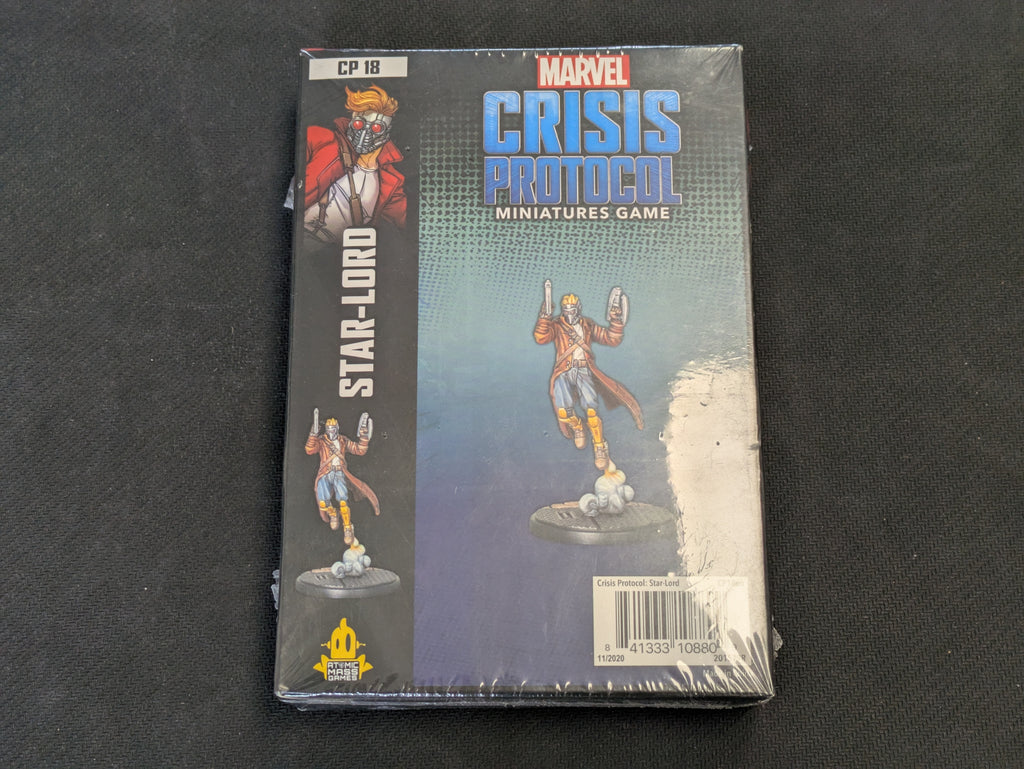 CP 18
STAR-LORD
ATOMIC
MASS
GAMES
MARVEL
CRISIS
PROTOCOL
MINIATURES GAME
Crisis Protocol: Star-Lord
8 41333 10880
11/2020